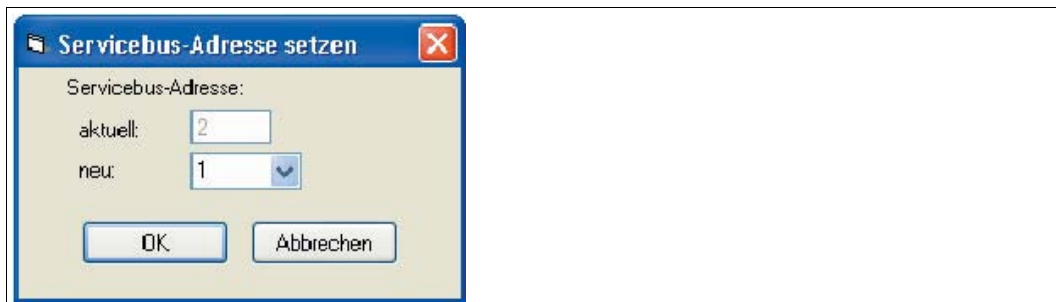 Servicebus-Adresse setzen
Servicebus-Adresse:
aktuell: 2
neu: 1
OK Abbrechen